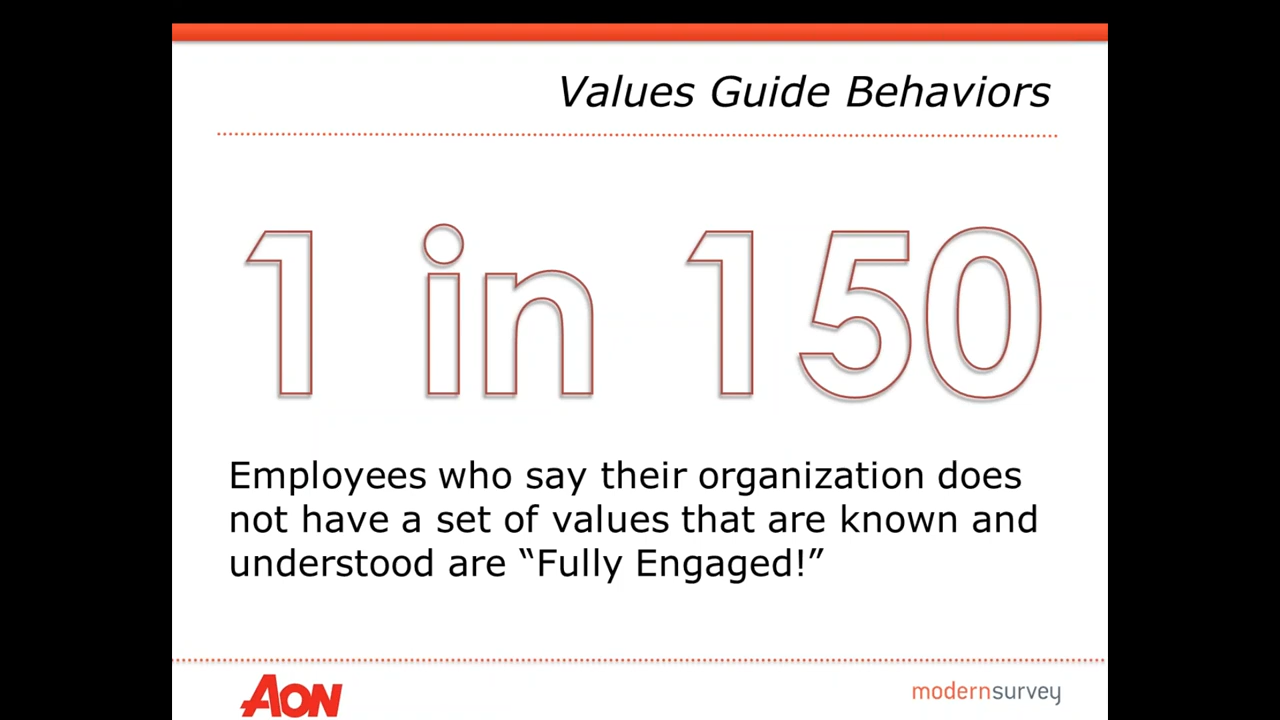 Values Guide Behaviors
1 in 150
Employees who say their organization does
not have a set of values that are known and
understood are “Fully Engaged!”
AON
modernsurvey